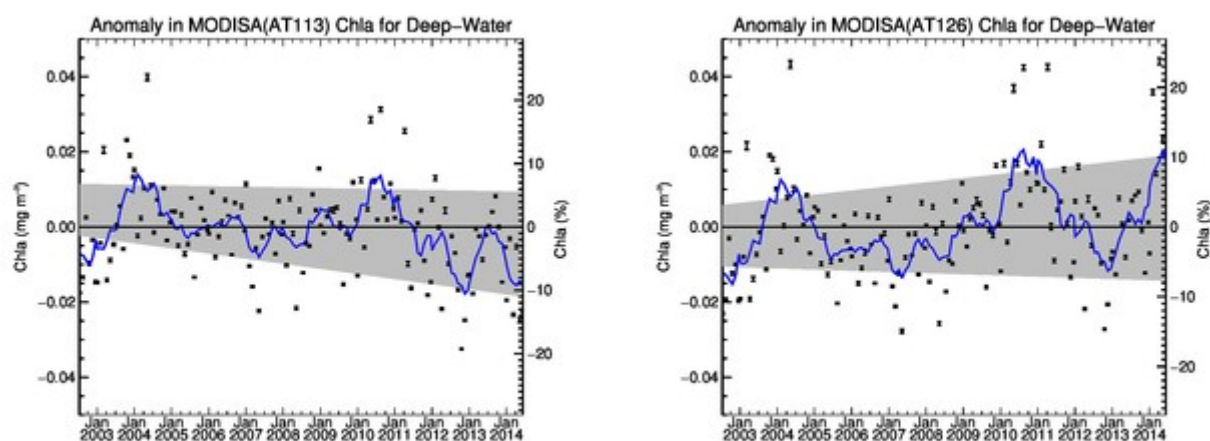 Anomaly in MODISA(AT113) Chla for Deep-Water
0.04
0.02
0.00
-0.02
-0.04
Chla (mg m⁻³)
20
10
0
-10
-20
Chla (%)
Jan Jan Jan Jan Jan Jan Jan Jan Jan Jan Jan Jan
2003 2004 2005 2006 2007 2008 2009 2010 2011 2012 2013 2014
Anomaly in MODISA(AT126) Chla for Deep-Water
0.04
0.02
0.00
-0.02
-0.04
Chla (mg m⁻³)
20
10
0
-10
-20
Chla (%)
Jan Jan Jan Jan Jan Jan Jan Jan Jan Jan Jan Jan
2003 2004 2005 2006 2007 2008 2009 2010 2011 2012 2013 2014